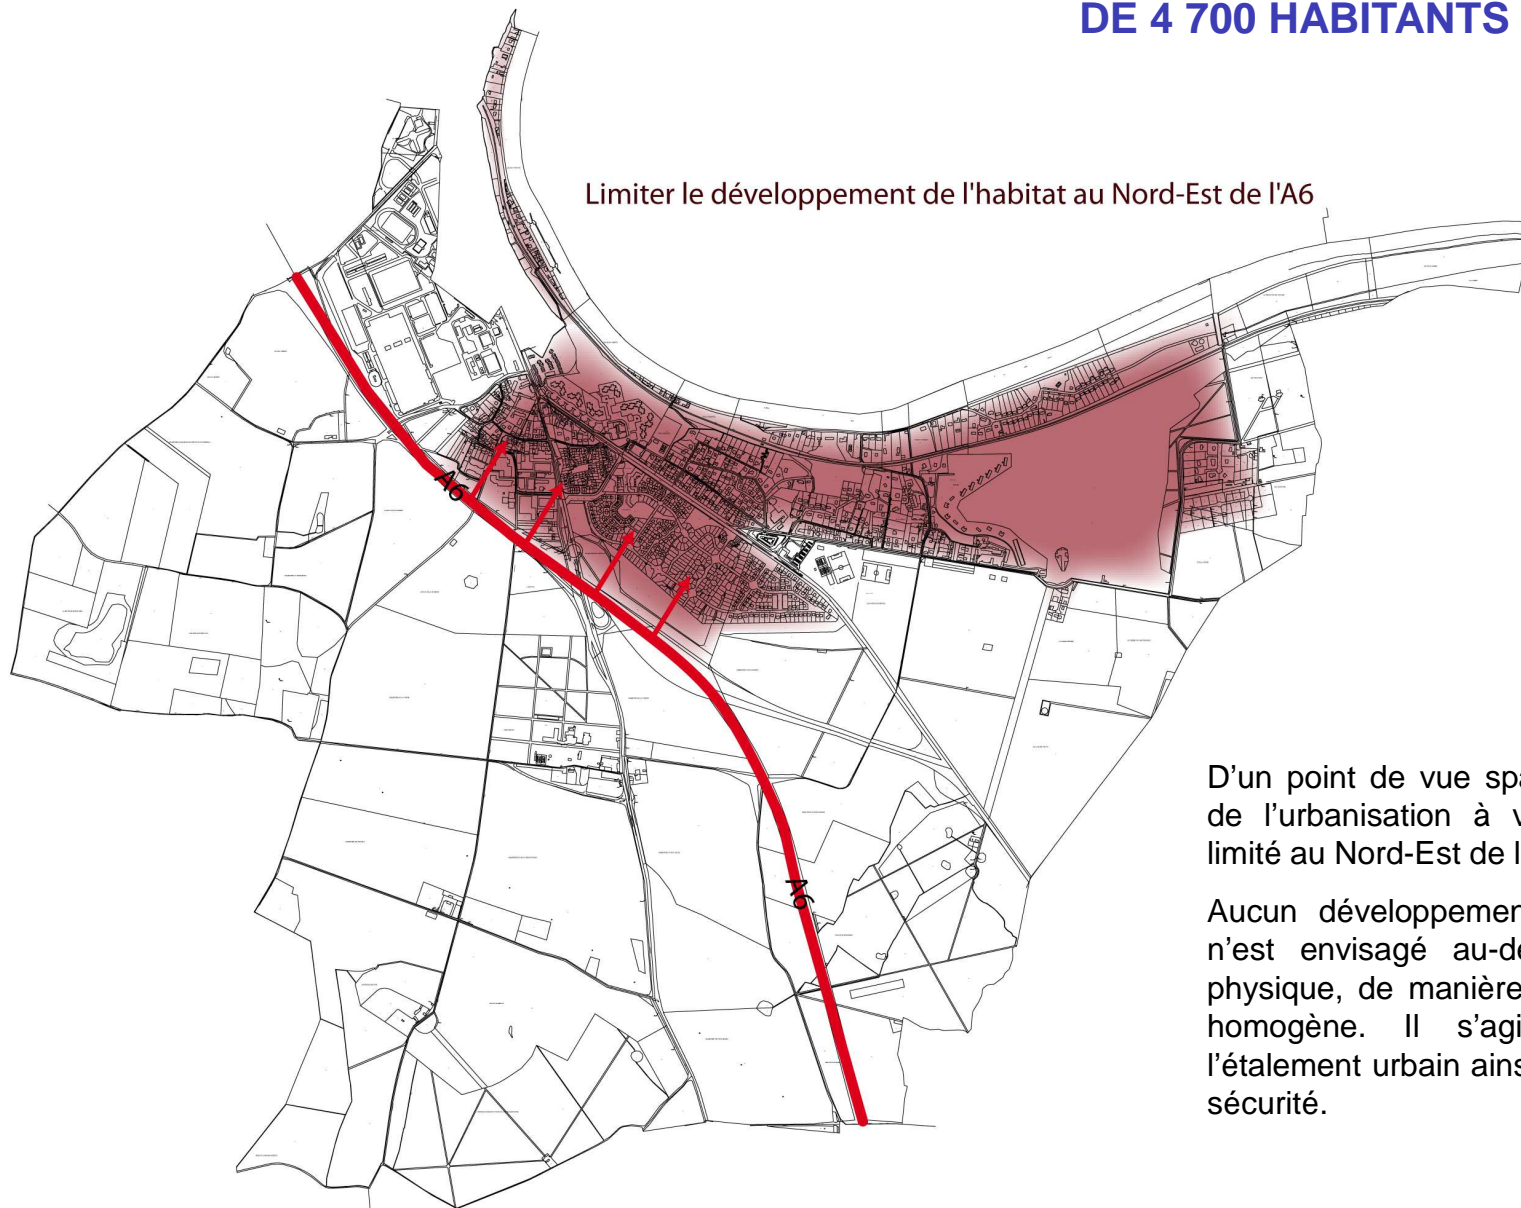 DE 4 700 HABITANTS
Limiter le développement de l'habitat au Nord-Est de l'A6
A6
A6
D’un point de vue spa
de l’urbanisation à v
limité au Nord-Est de l
Aucun développemen
n’est envisagé au-de
physique, de manière
homogène. Il s’agi
l’étalement urbain ains
sécurité.